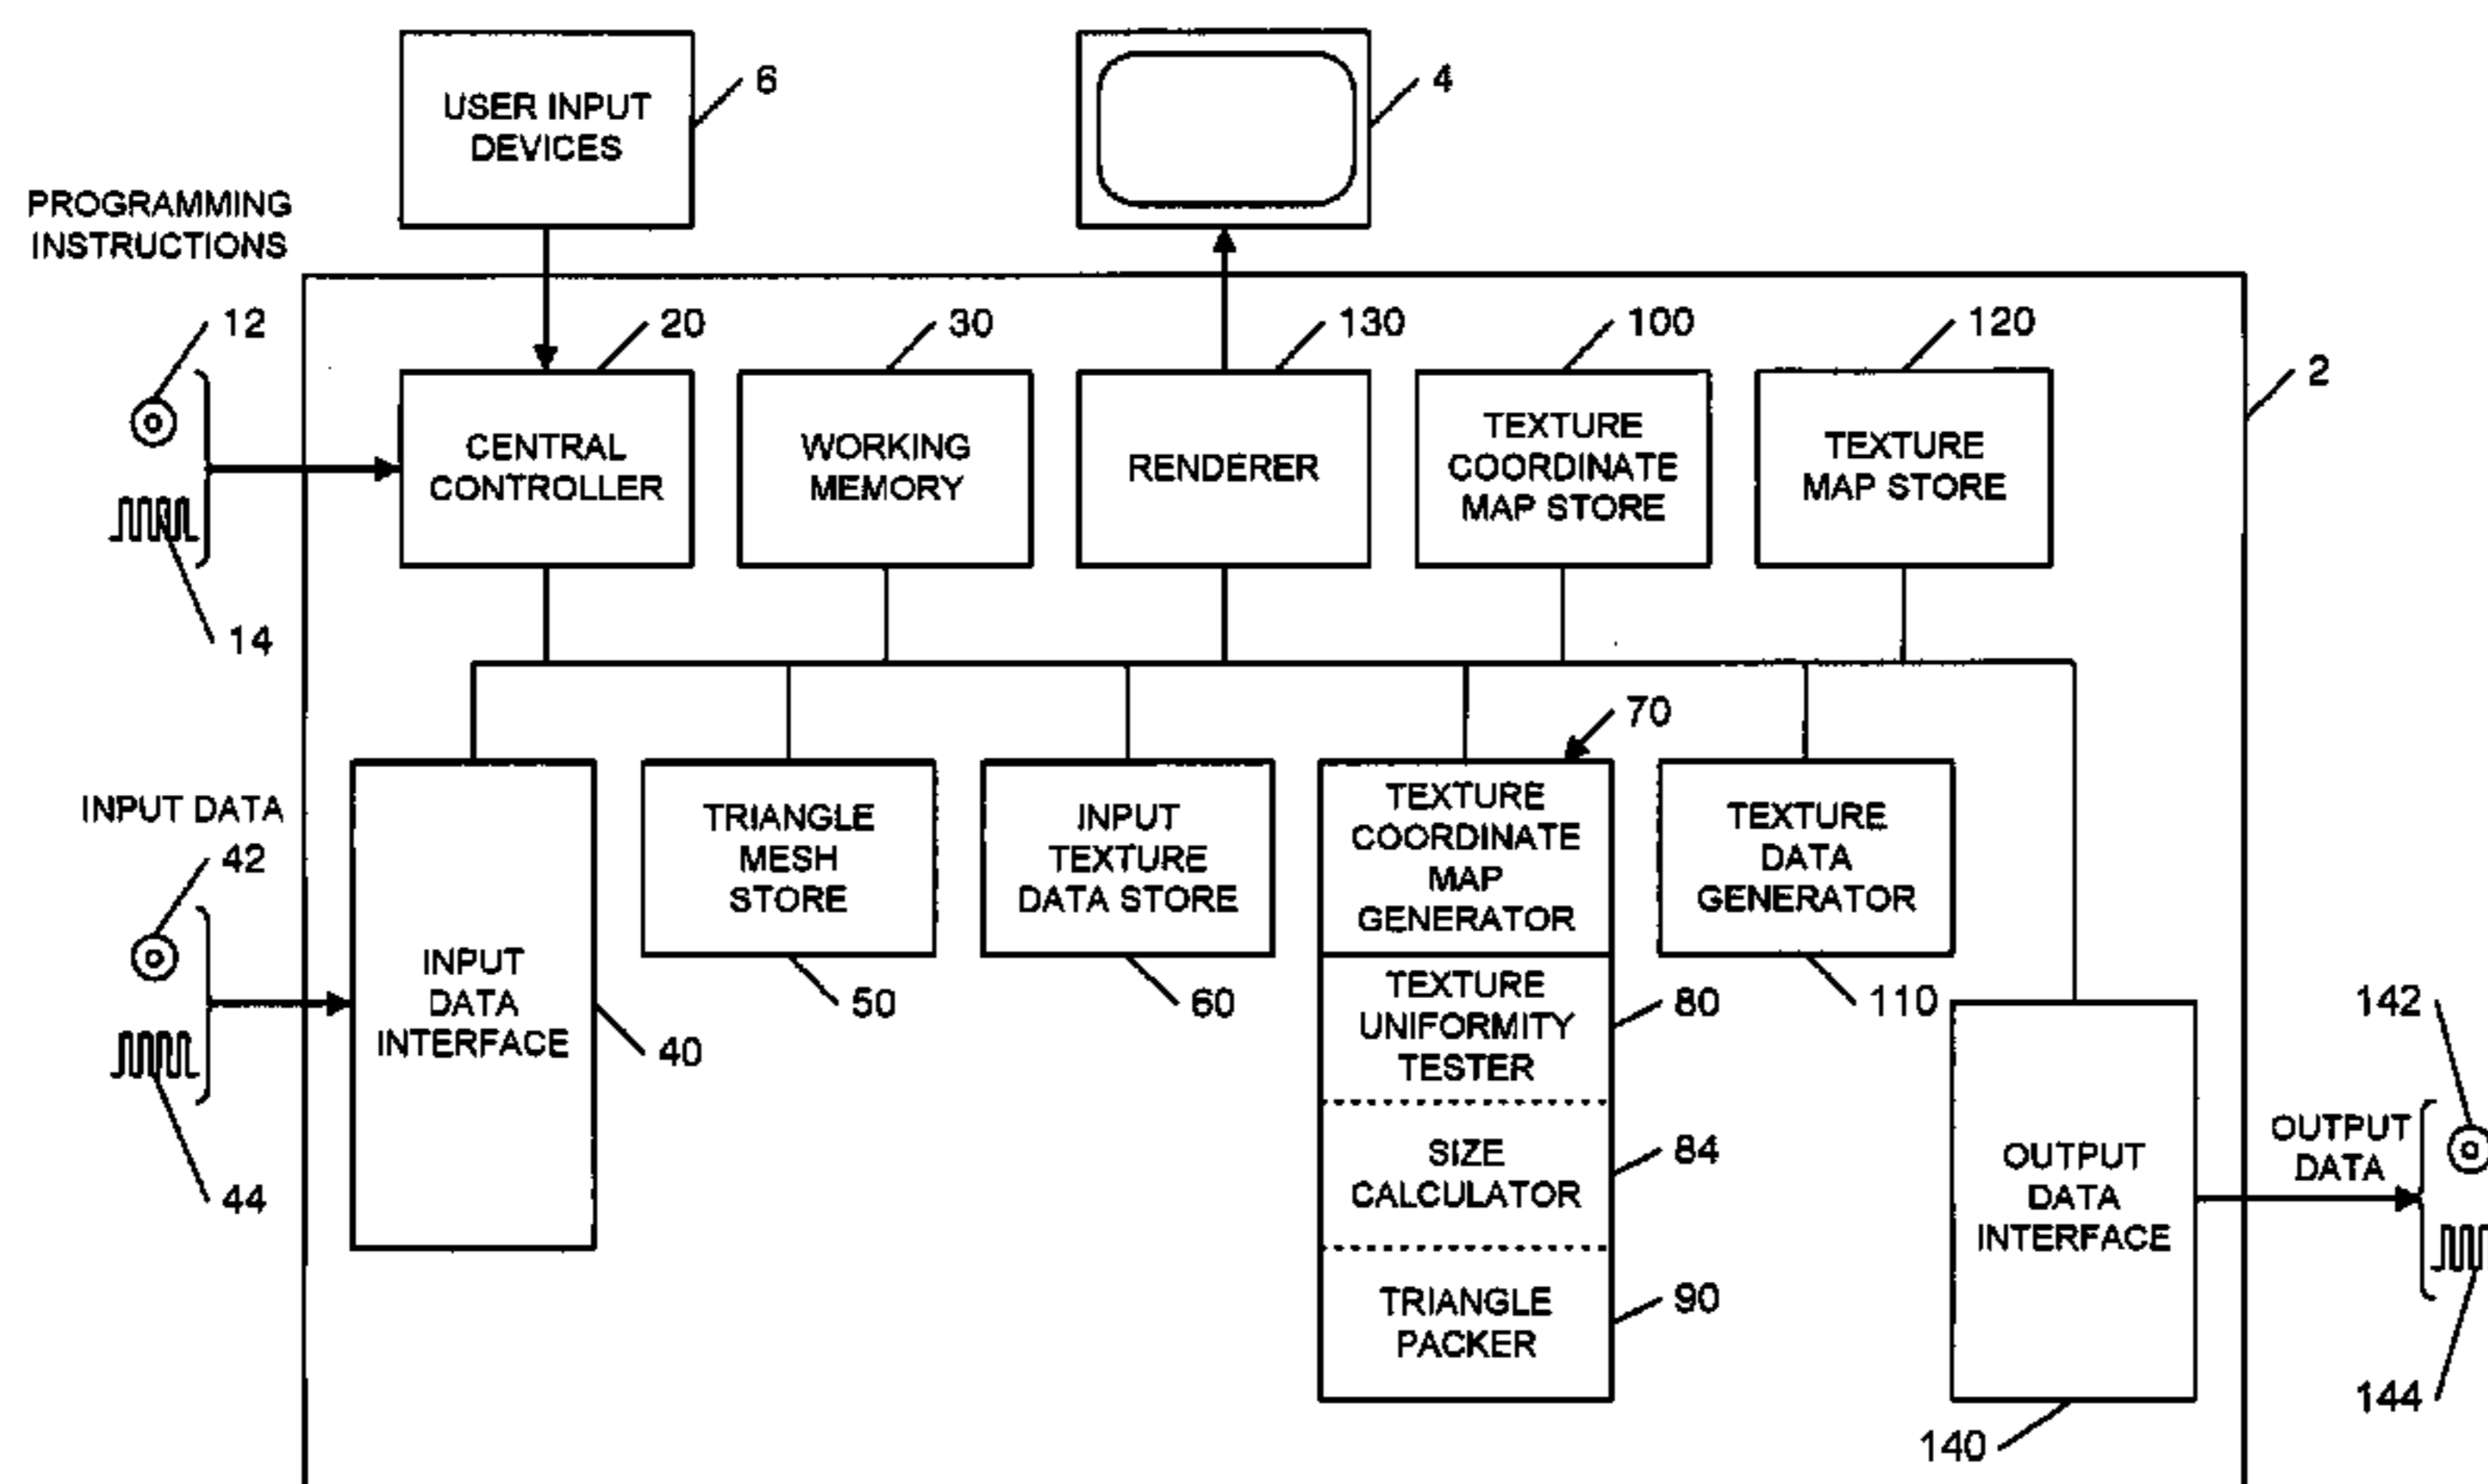 USER INPUT
DEVICES
6
4
PROGRAMMING
INSTRUCTIONS
12
20
30
130
100
120
2
CENTRAL
CONTROLLER
WORKING
MEMORY
RENDERER
TEXTURE
COORDINATE
MAP STORE
TEXTURE
MAP STORE
14
70
INPUT DATA
42
44
INPUT
DATA
INTERFACE
40
TRIANGLE
MESH
STORE
50
INPUT
TEXTURE
DATA STORE
60
TEXTURE
COORDINATE
MAP
GENERATOR
TEXTURE
UNIFORMITY
TESTER
80
SIZE
CALCULATOR
84
TRIANGLE
PACKER
90
TEXTURE
DATA
GENERATOR
110
OUTPUT
DATA
INTERFACE
140
OUTPUT
DATA
142
144